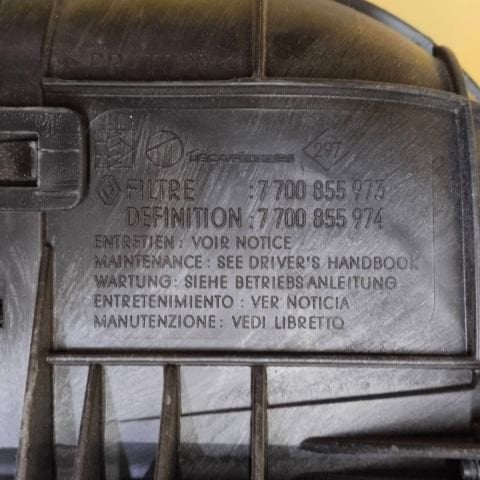 297
FILTRE :7 700 855 973
DEFINITION :7 700 855 974
ENTRETIEN : VOIR NOTICE
MAINTENANCE : SEE DRIVER'S HANDBOOK
WARTUNG : SIEHE BETRIEBSANLEITUNG
ENTRETENIMIENTO : VER NOTICIA
MANUTENZIONE : VEDI LIBRETTO